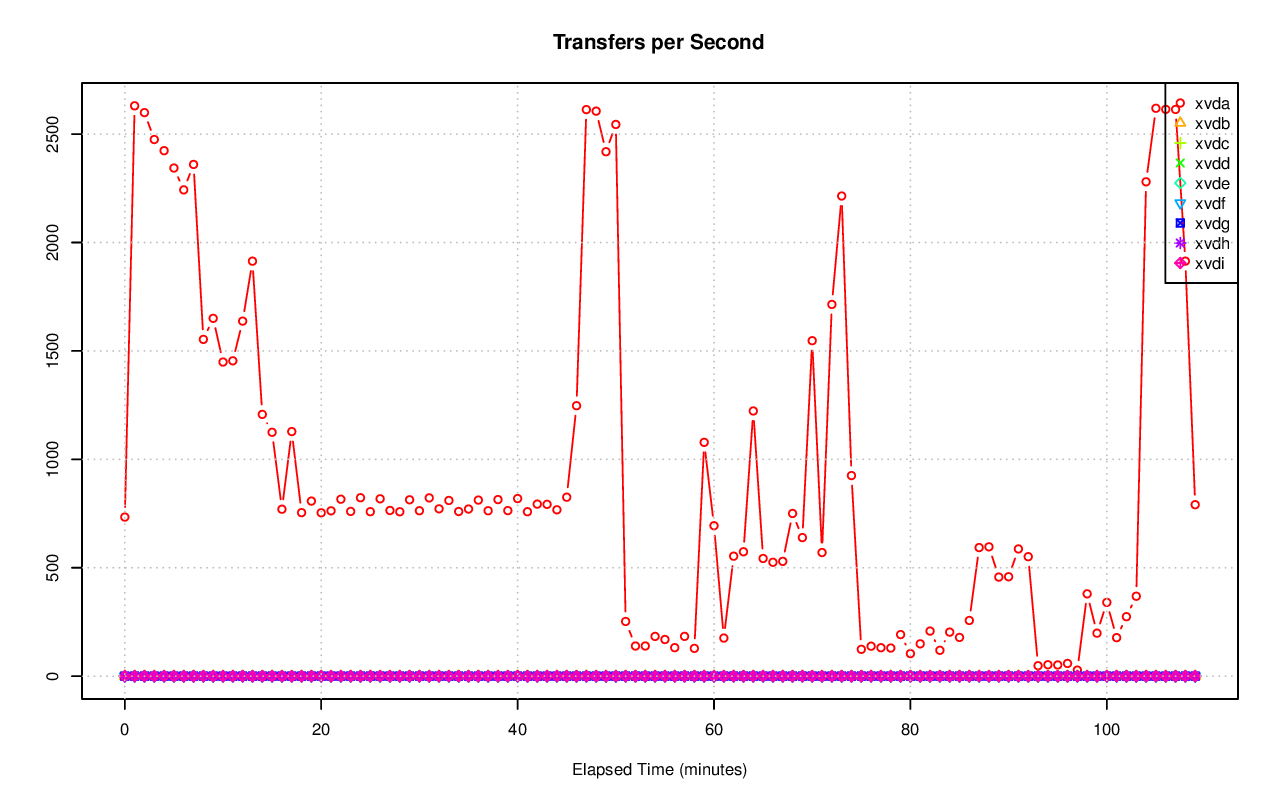 Transfers per Second
2500
2000
1500
1000
500
0
0 20 40 60 80 100
Elapsed Time (minutes)
xvda
xvdb
xvdc
xvdd
xvde
xvdf
xvdg
xvdh
xvdi